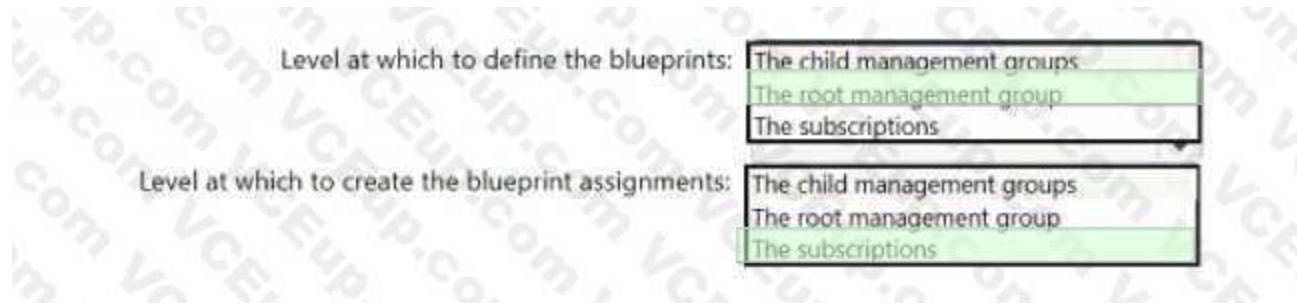 Level at which to define the blueprints: The child management groups
The root management group
The subscriptions
Level at which to create the blueprint assignments: The child management groups
The root management group
The subscriptions